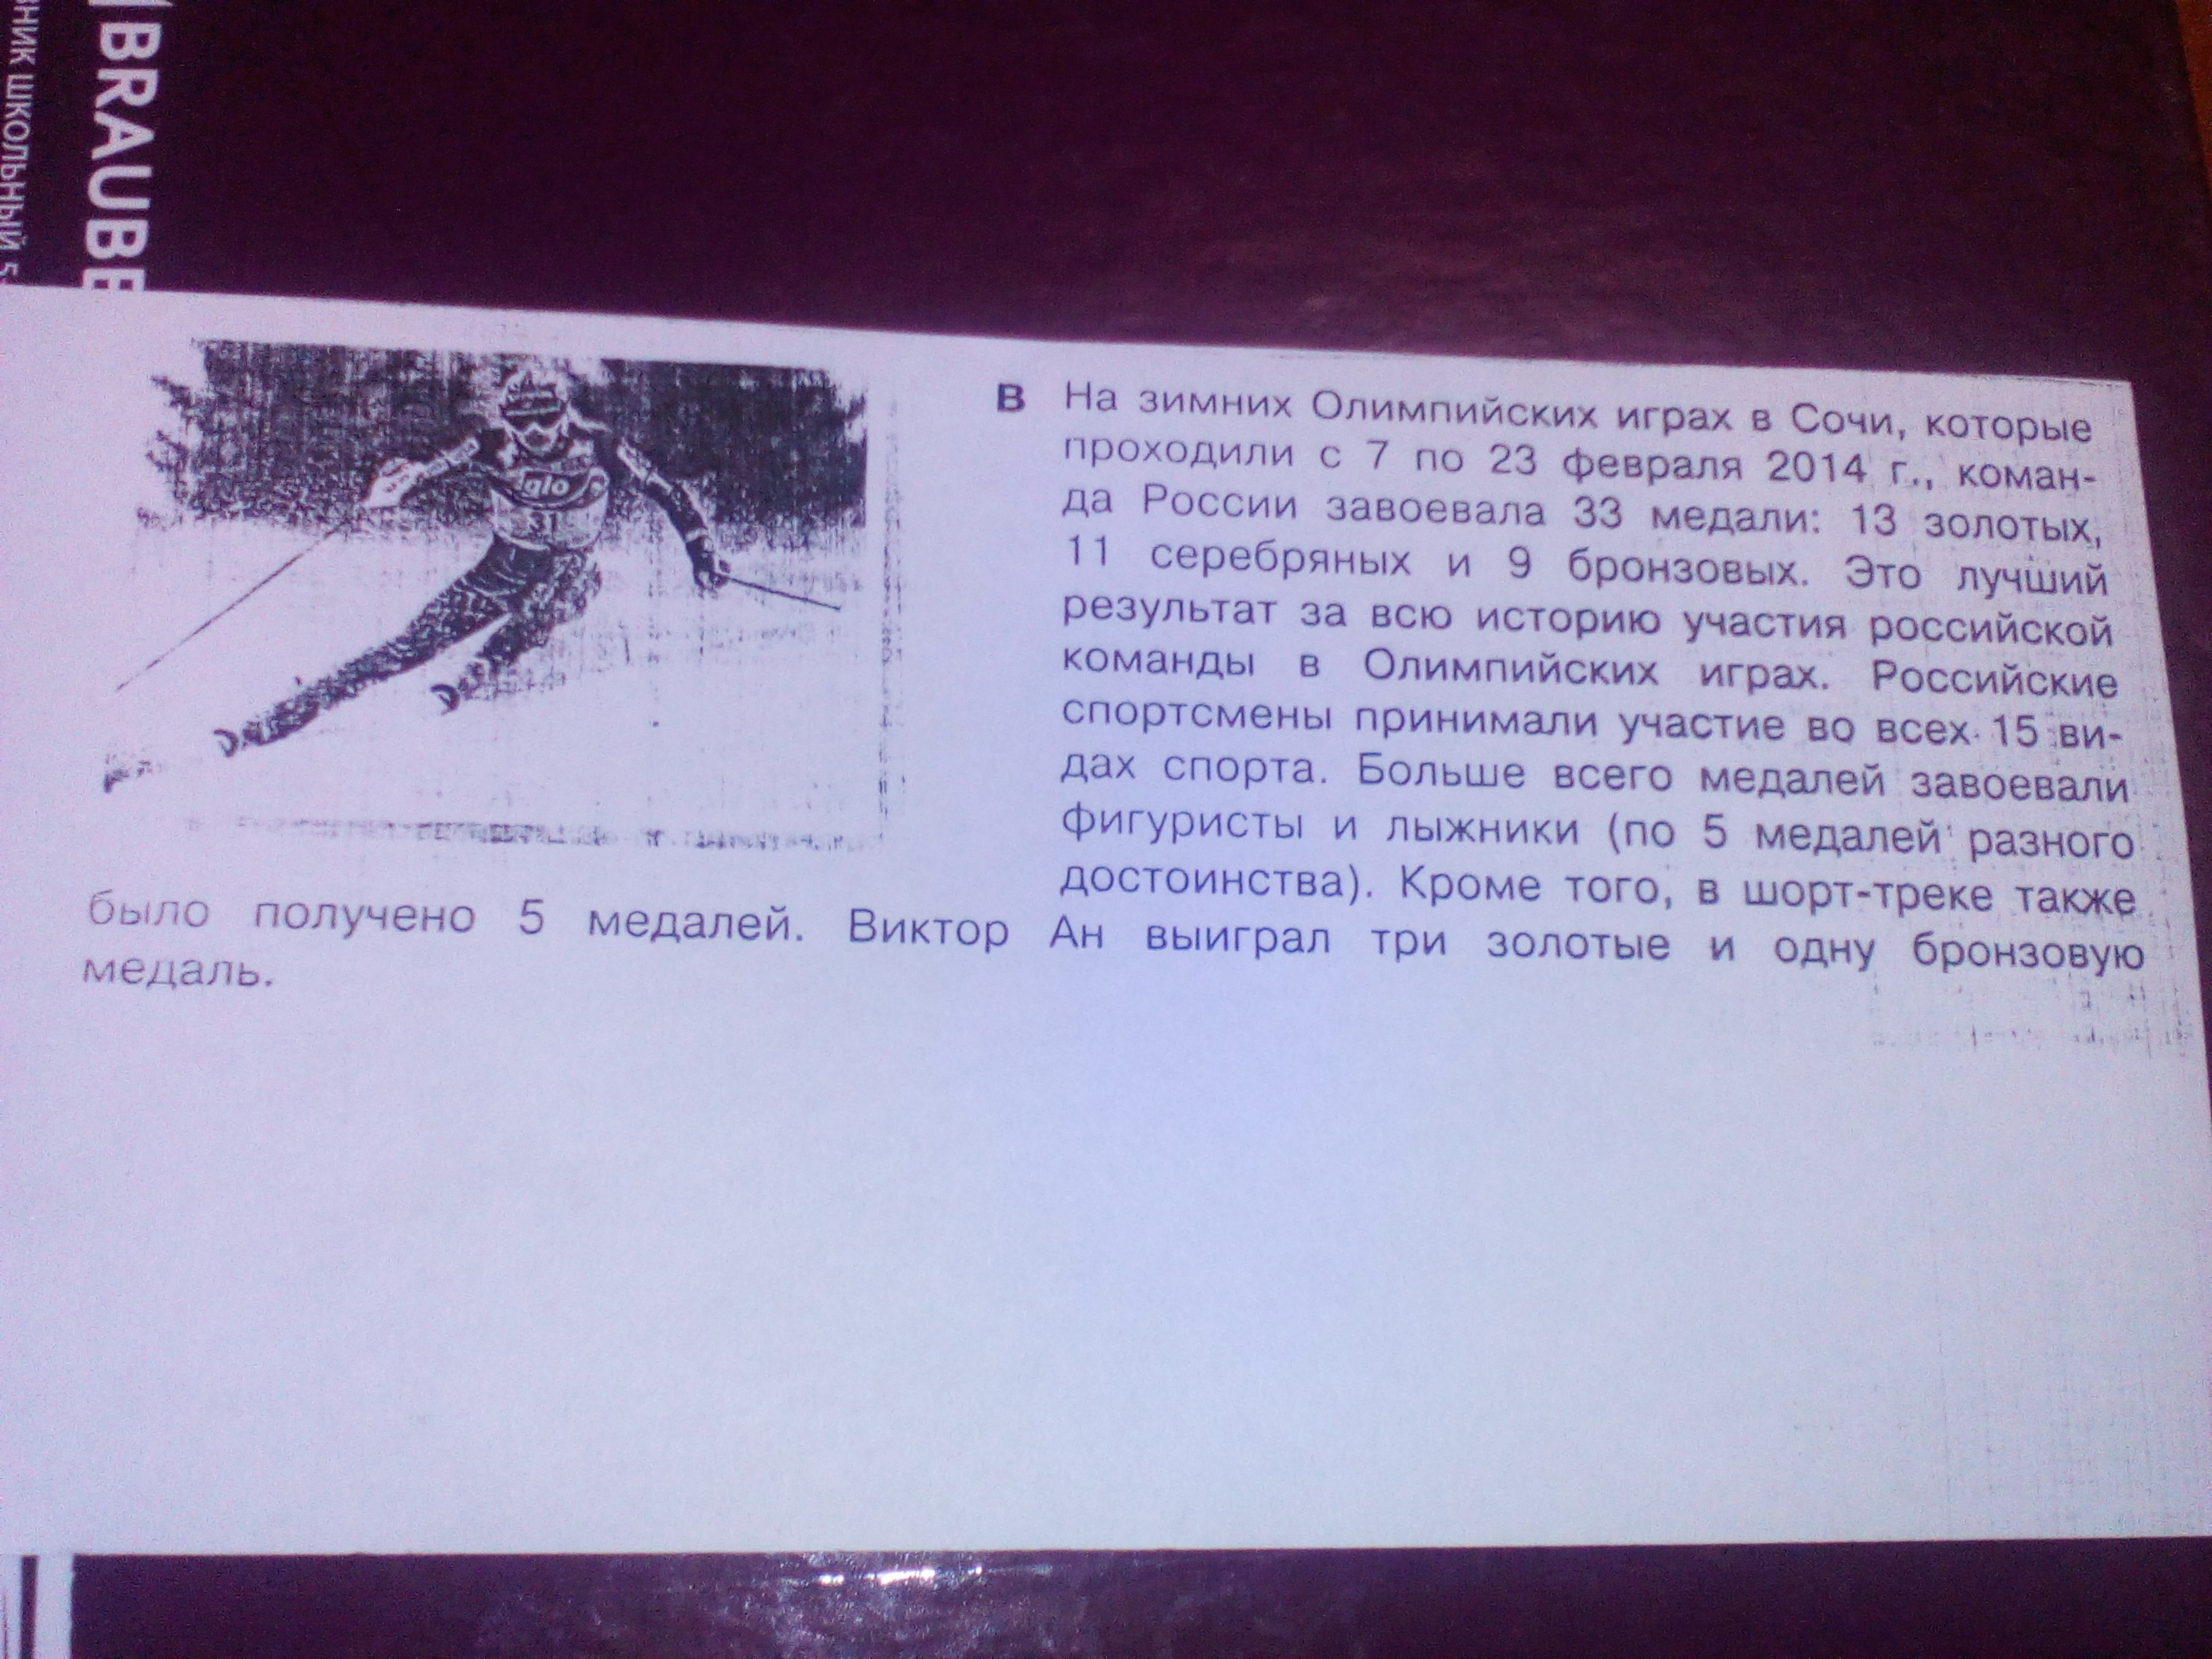 НИК ШКОЛЬНЫЙ 5
BRAUBE
glo
31
В На зимних Олимпийских играх в Сочи, которые
проходили с 7 по 23 февраля 2014 г., коман-
да России завоевала 33 медали: 13 золотых,
11 серебряных и 9 бронзовых. Это лучший
результат за всю историю участия российской
команды в Олимпийских играх. Российские
спортсмены принимали участие во всех 15 ви-
дах спорта. Больше всего медалей завоевали
фигуристы и лыжники (по 5 медалей разного
достоинства). Кроме того, в шорт-треке также
было получено 5 медалей. Виктор Ан выиграл три золотые и одну бронзовую
медаль.